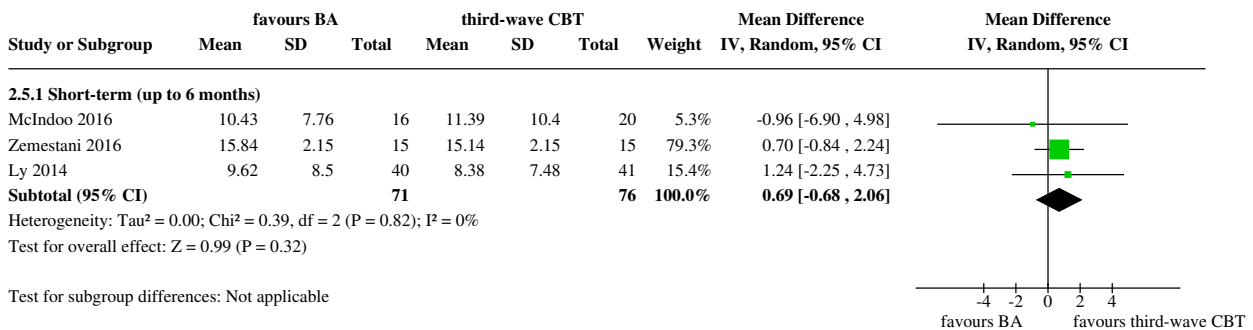 favours BA third-wave CBT Mean Difference Mean Difference
Study or Subgroup Mean SD Total Mean SD Total Weight IV, Random, 95% CI IV, Random, 95% CI
2.5.1 Short-term (up to 6 months)
McIndoo 2016 10.43 7.76 16 11.39 10.4 20 5.3% -0.96 [-6.90 , 4.98]
Zemestani 2016 15.84 2.15 15 15.14 2.15 15 79.3% 0.70 [-0.84 , 2.24]
Ly 2014 9.62 8.5 40 8.38 7.48 41 15.4% 1.24 [-2.25 , 4.73]
Subtotal (95% CI) 71 76 100.0% 0.69 [-0.68 , 2.06]
Heterogeneity: Tau² = 0.00; Chi² = 0.39, df = 2 (P = 0.82); I² = 0%
Test for overall effect: Z = 0.99 (P = 0.32)
Test for subgroup differences: Not applicable
-4 -2 0 2 4
favours BA favours third-wave CBT